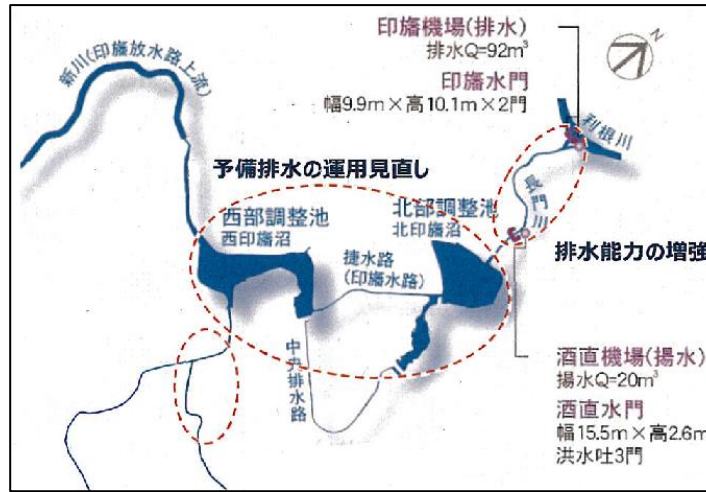 印旛機場(排水)
排水Q=92m³
印旛水門
幅9.9m×高10.1m×2門
N
新川(印旛放水路上流)
利根川
予備排水の運用見直し
長門川
西部調整池
西印旛沼
北部調整池
北印旛沼
捷水路
(印旛水路)
排水能力の増強
中央排水路
酒直機場(揚水)
揚水Q=20m³
酒直水門
幅15.5m×高2.6m
洪水吐3門